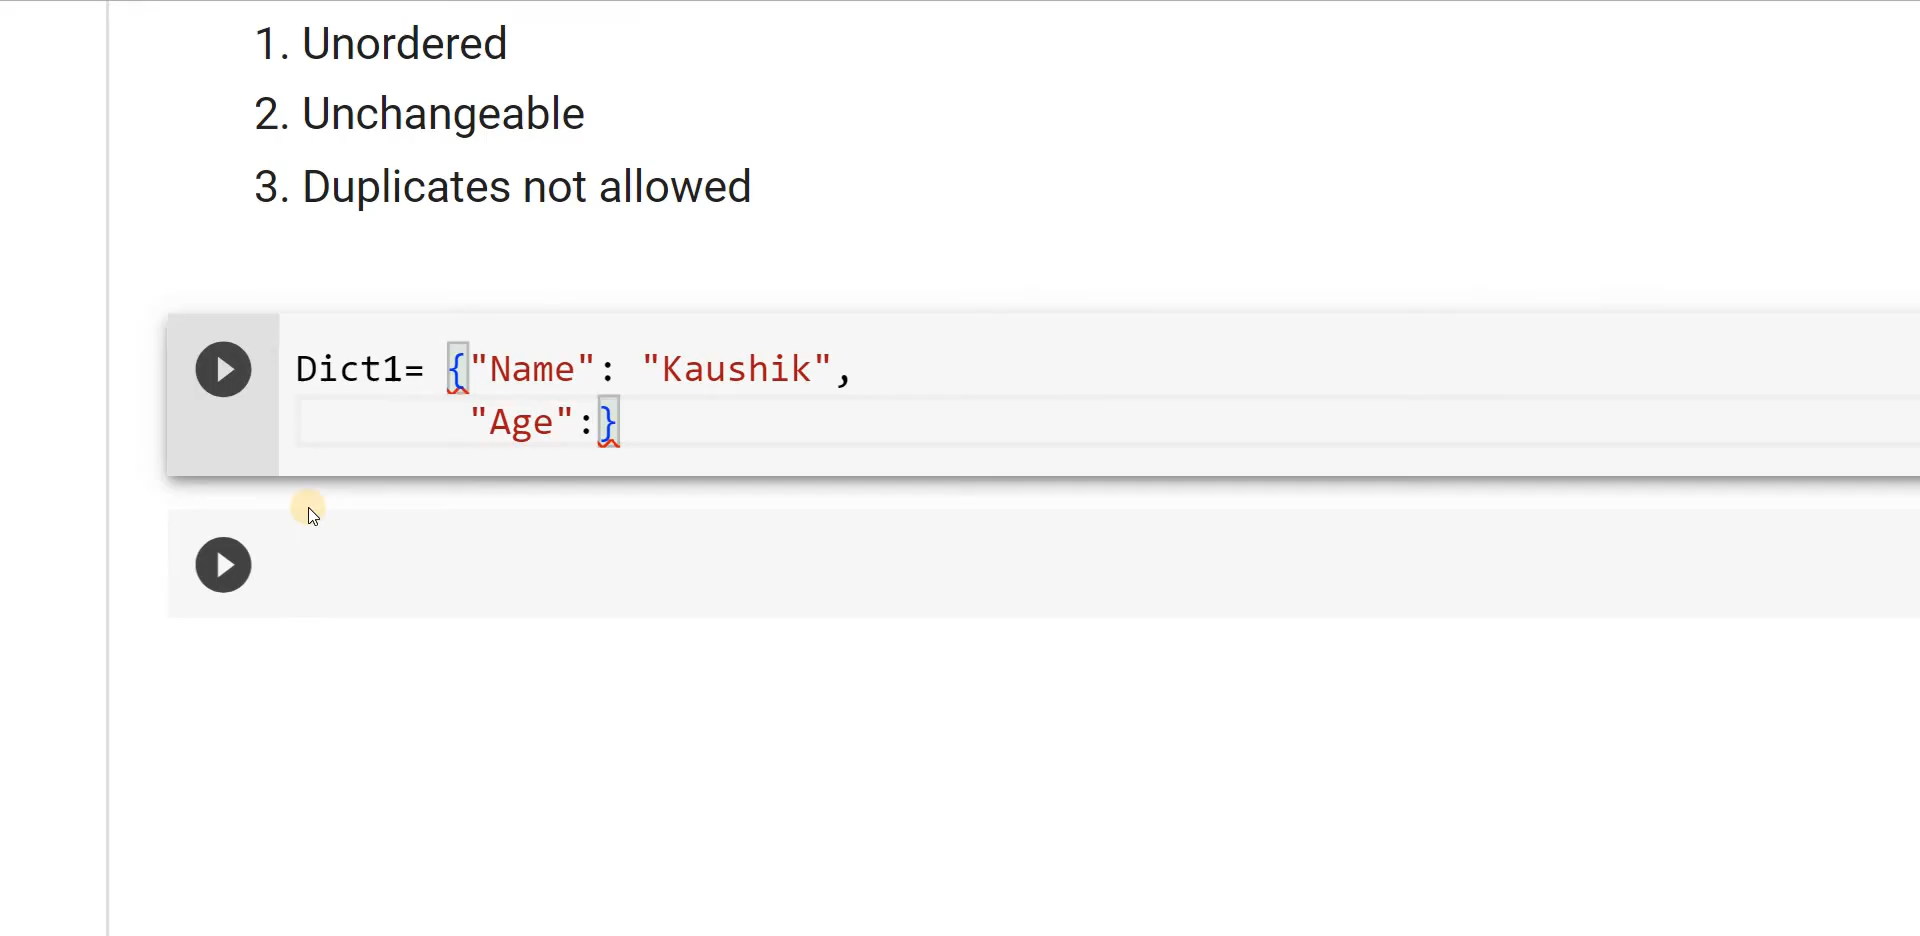 1. Unordered
2. Unchangeable
3. Duplicates not allowed
Dict1= {"Name": "Kaushik",
"Age":}